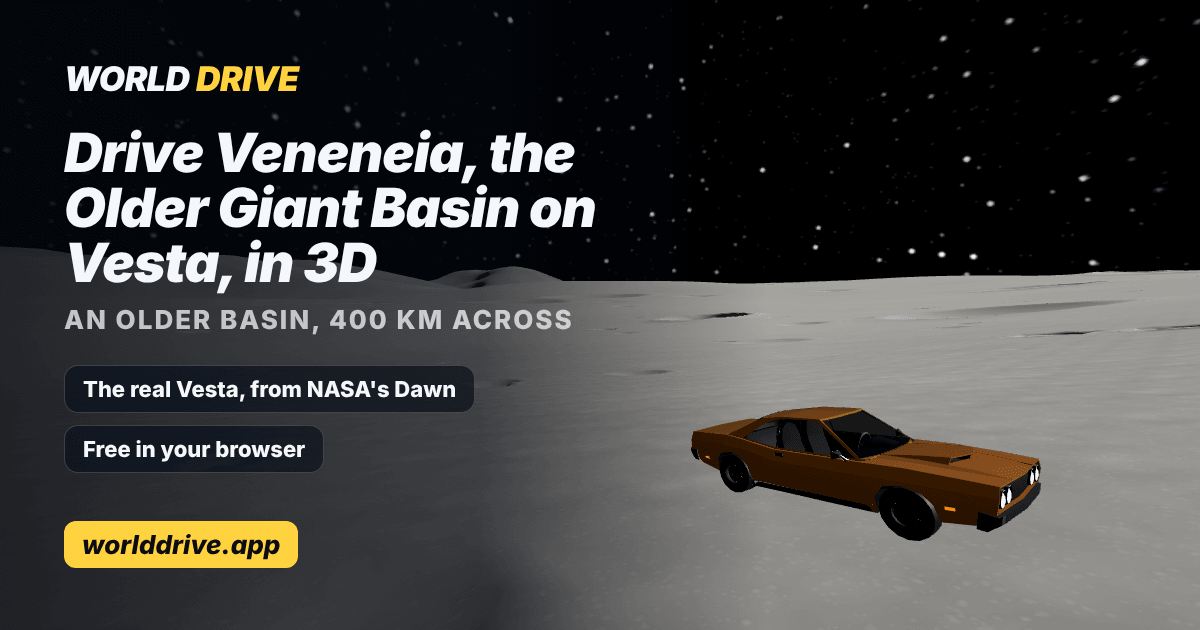 WORLD DRIVE
Drive Veneneia, the
Older Giant Basin on
Vesta, in 3D
AN OLDER BASIN, 400 KM ACROSS
The real Vesta, from NASA's Dawn
Free in your browser
worlddrive.app